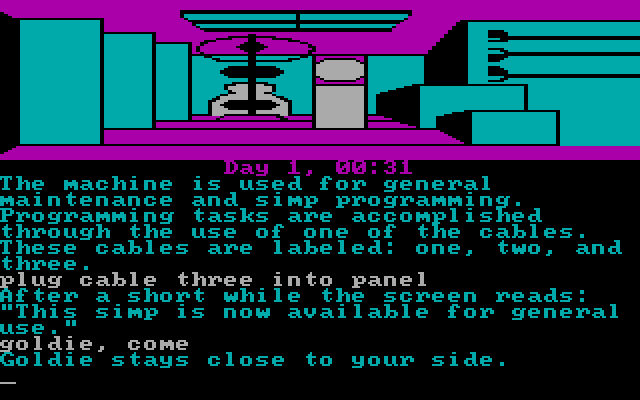 Day 1, 00:31
The machine is used for general
maintenance and simp programming.
Programming tasks are accomplished
through the use of one of the cables.
These cables are labeled: one, two, and
three.
plug cable three into panel
After a short while the screen reads:
"This simp is now available for general
use."
goldie, come
Goldie stays close to your side.